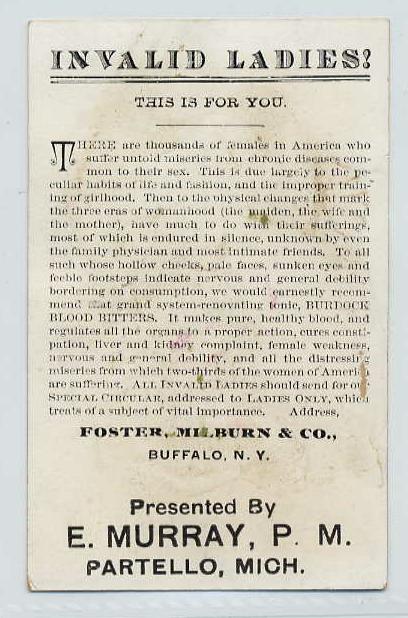 INVALID LADIES!
THIS IS FOR YOU.
THERE are thousands of females in America who
suffer untold miseries from chronic diseases com-
mon to their sex. This is due largely to the pe-
culiar habits of life and fashion, and the improper train-
ing of girlhood. Then to the physical changes that mark
the three eras of womanhood (the maiden, the wife and
the mother), have much to do with their sufferings,
most of which is endured in silence, unknown by even
the family physician and most intimate friends. To all
such whose hollow cheeks, pale faces, sunken eyes and
feeble footsteps indicate nervous and general debility
bordering on consumption, we would earnestly recom-
mend that grand system-renovating tonic, BURDOCK
BLOOD BITTERS. It makes pure, healthy blood, and
regulates all the organs to a proper action, cures consti-
pation, liver and kidney complaint, female weakness,
nervous and general debility, and all the distressing
miseries from which two-thirds of the women of America
are suffering. ALL INVALID LADIES should send for our
SPECIAL CIRCULAR, addressed to LADIES ONLY, which
treats of a subject of vital importance. Address,
FOSTER, MILBURN & CO.,
BUFFALO, N. Y.
Presented By
E. MURRAY, P. M.
PARTELLO, MICH.